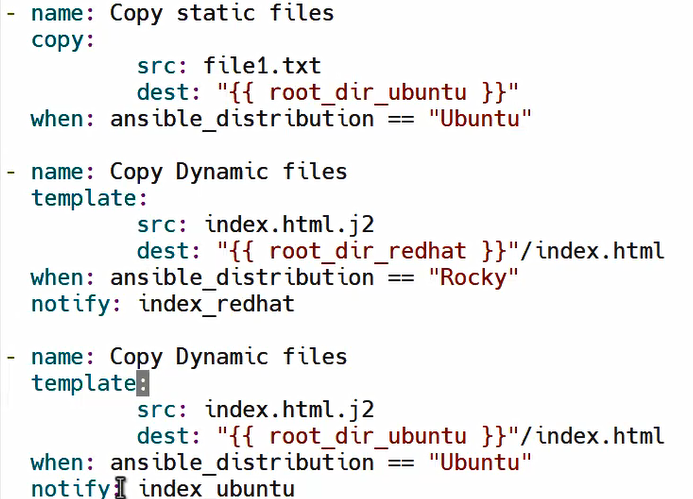 - name: Copy static files
  copy:
          src: file1.txt
          dest: "{{ root_dir_ubuntu }}"
  when: ansible_distribution == "Ubuntu"

- name: Copy Dynamic files
  template:
          src: index.html.j2
          dest: "{{ root_dir_redhat }}"/index.html
  when: ansible_distribution == "Rocky"
  notify: index_redhat

- name: Copy Dynamic files
  template:
          src: index.html.j2
          dest: "{{ root_dir_ubuntu }}"/index.html
  when: ansible_distribution == "Ubuntu"
  notify: index_ubuntu